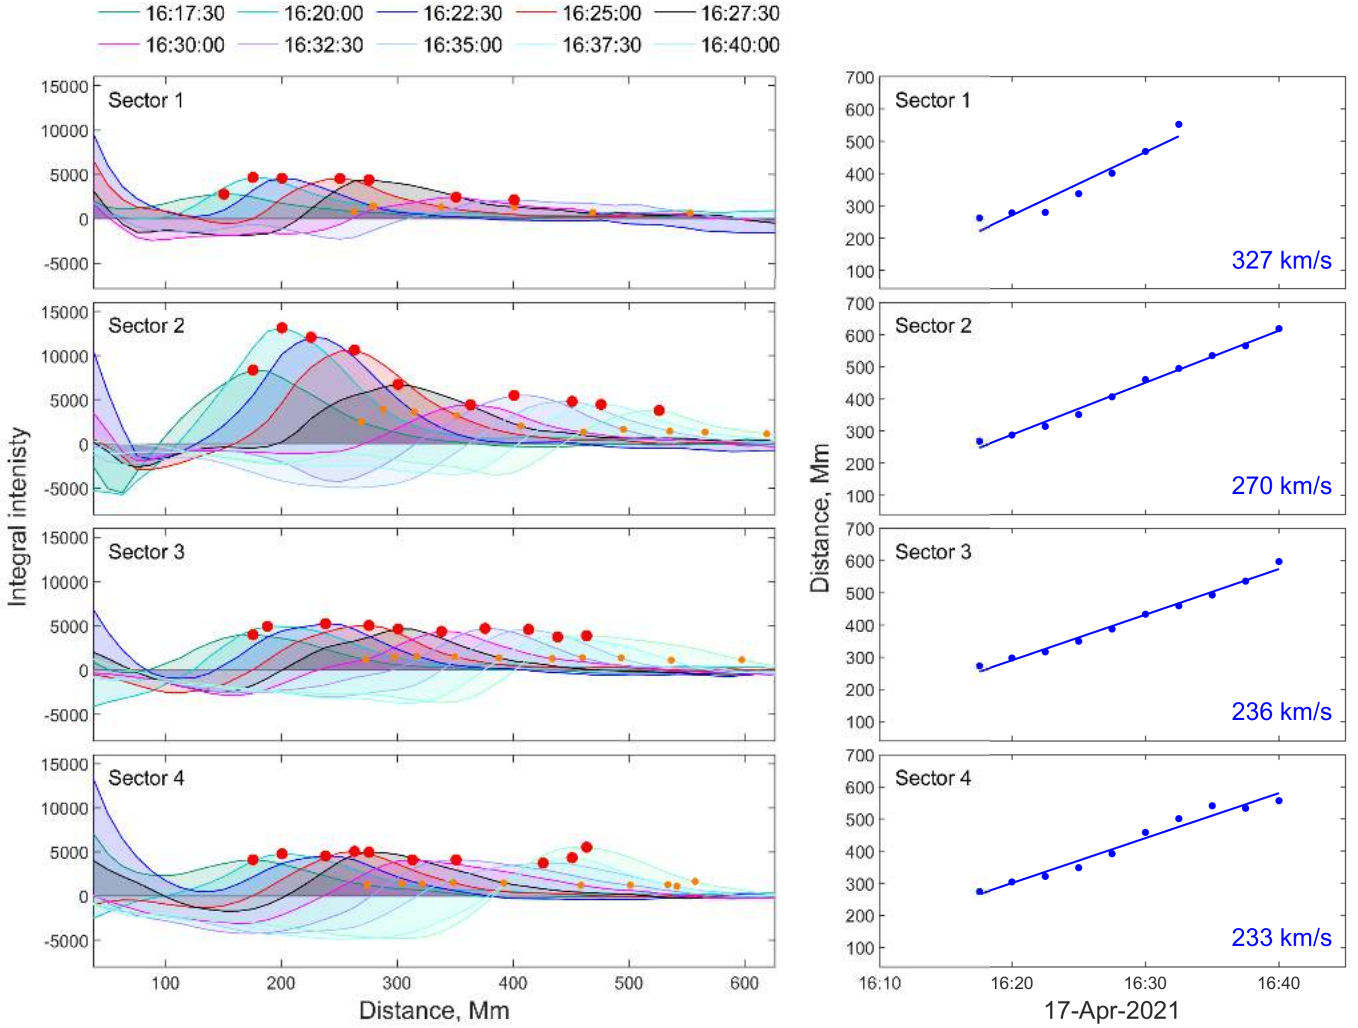 16:17:30 16:20:00 16:22:30 16:25:00 16:27:30
16:30:00 16:32:30 16:35:00 16:37:30 16:40:00
Sector 1
15000
10000
5000
0
-5000
Sector 2
15000
10000
5000
0
-5000
Sector 3
15000
10000
5000
0
-5000
Sector 4
15000
10000
5000
0
-5000
100 200 300 400 500 600
Distance, Mm
Integral intenisty
Sector 1
700
600
500
400
300
200
100
327 km/s
Sector 2
700
600
500
400
300
200
100
270 km/s
Sector 3
700
600
500
400
300
200
100
236 km/s
Sector 4
700
600
500
400
300
200
100
233 km/s
Distance, Mm
16:10 16:20 16:30 16:40
17-Apr-2021